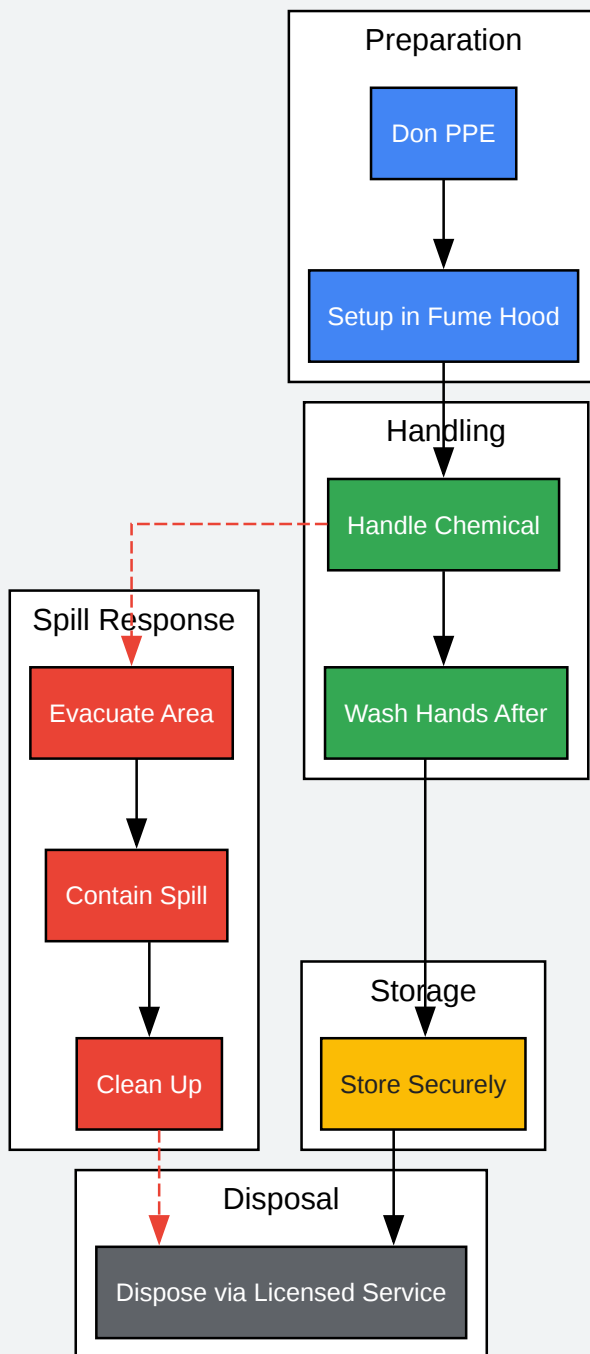 Preparation
Don PPE
Setup in Fume Hood
Handling
Handle Chemical
Wash Hands After
Spill Response
Evacuate Area
Contain Spill
Clean Up
Storage
Store Securely
Disposal
Dispose via Licensed Service